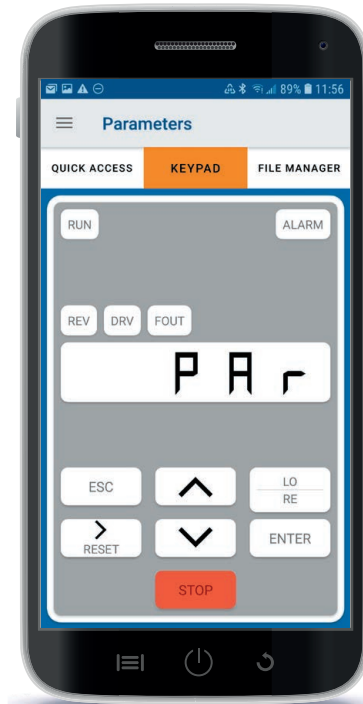 89% 11:56
Parameters
QUICK ACCESS KEYPAD FILE MANAGER
RUN ALARM
REV DRV FOUT
PAr
ESC LO
RE
> RESET ENTER
STOP